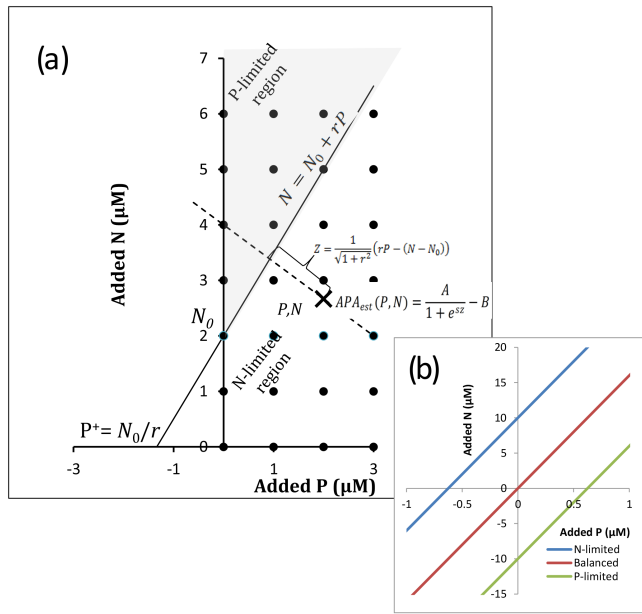 (a)
7
6
5
4
3
2
1
0
Added N (µM)
P-limited
region
N = N₀ + rP
Z = 1/√(1 + r²) (rP − (N − N₀))
N₀
P,N
APA_est(P,N) = A/(1 + e^{sz}) − B
N-limited
region
P⁺= N₀/r
-3
-1
1
3
Added P (µM)
(b)
20
15
10
5
0
-5
-10
-15
Added N (µM)
-1
-0.5
0
0.5
1
Added P (µM)
N-limited
Balanced
P-limited